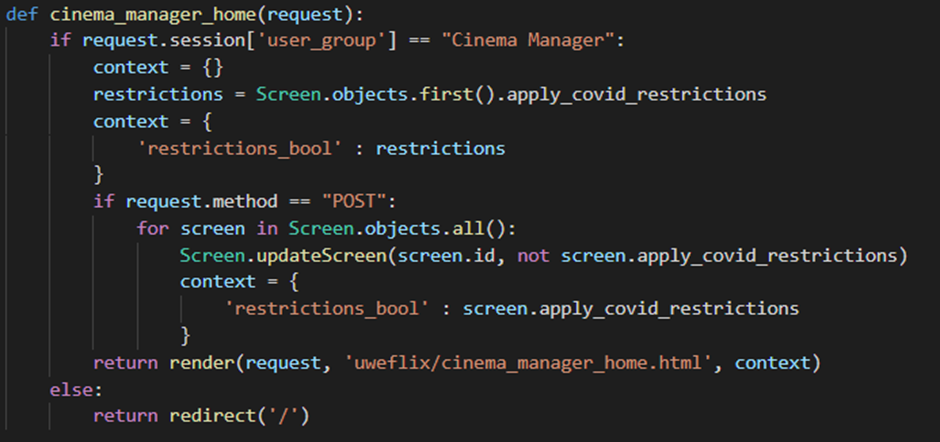 def cinema_manager_home(request):
    if request.session['user_group'] == "Cinema Manager":
        context = {}
        restrictions = Screen.objects.first().apply_covid_restrictions
        context = {
            'restrictions_bool' : restrictions
        }
        if request.method == "POST":
            for screen in Screen.objects.all():
                Screen.updateScreen(screen.id, not screen.apply_covid_restrictions)
                context = {
                    'restrictions_bool' : screen.apply_covid_restrictions
                }
        return render(request, 'uweflix/cinema_manager_home.html', context)
    else:
        return redirect('/')